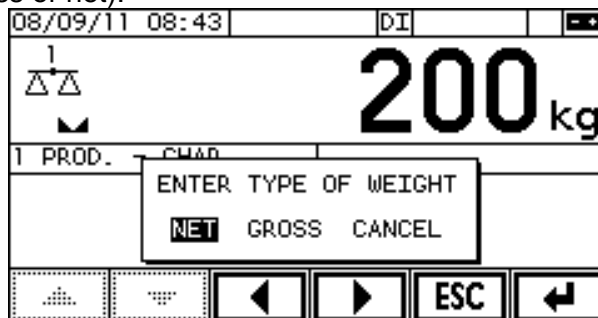 08/09/11 08:43 DI
1
200 kg
1 PROD.
ENTER TYPE OF WEIGHT
NET GROSS CANCEL
ESC